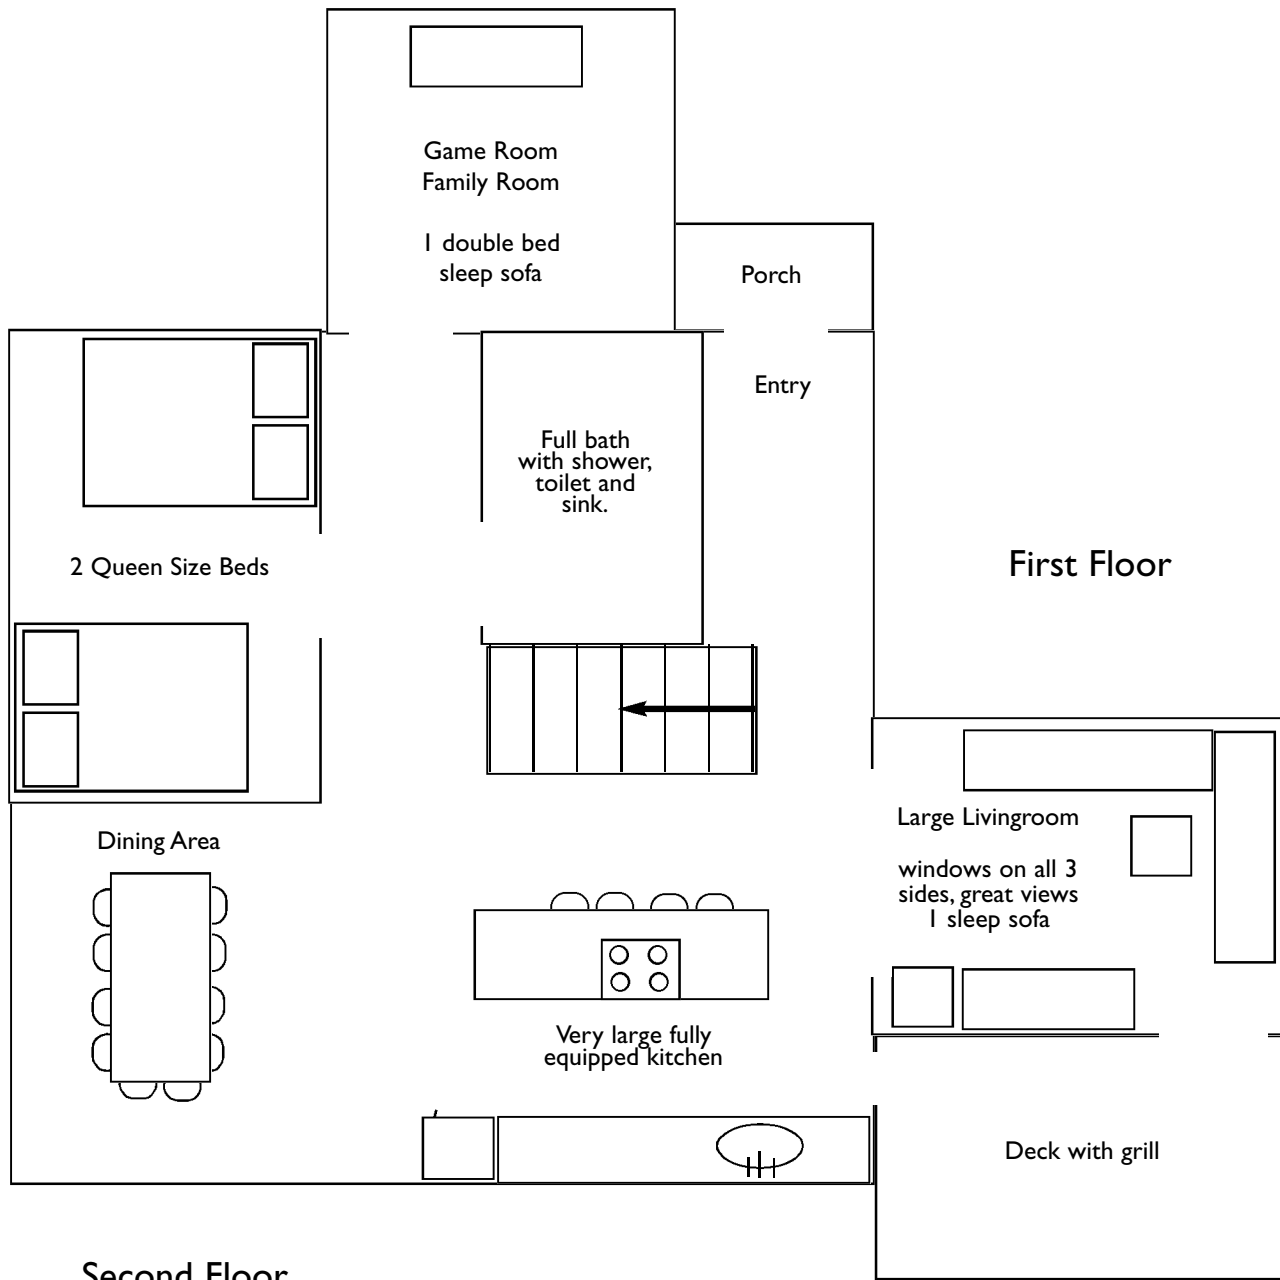 Game Room
Family Room
1 double bed
sleep sofa
Porch
Entry
Full bath
with shower,
toilet and
sink.
2 Queen Size Beds
First Floor
Dining Area
Large Livingroom
windows on all 3
sides, great views
1 sleep sofa
Very large fully
equipped kitchen
Deck with grill
Second Floor